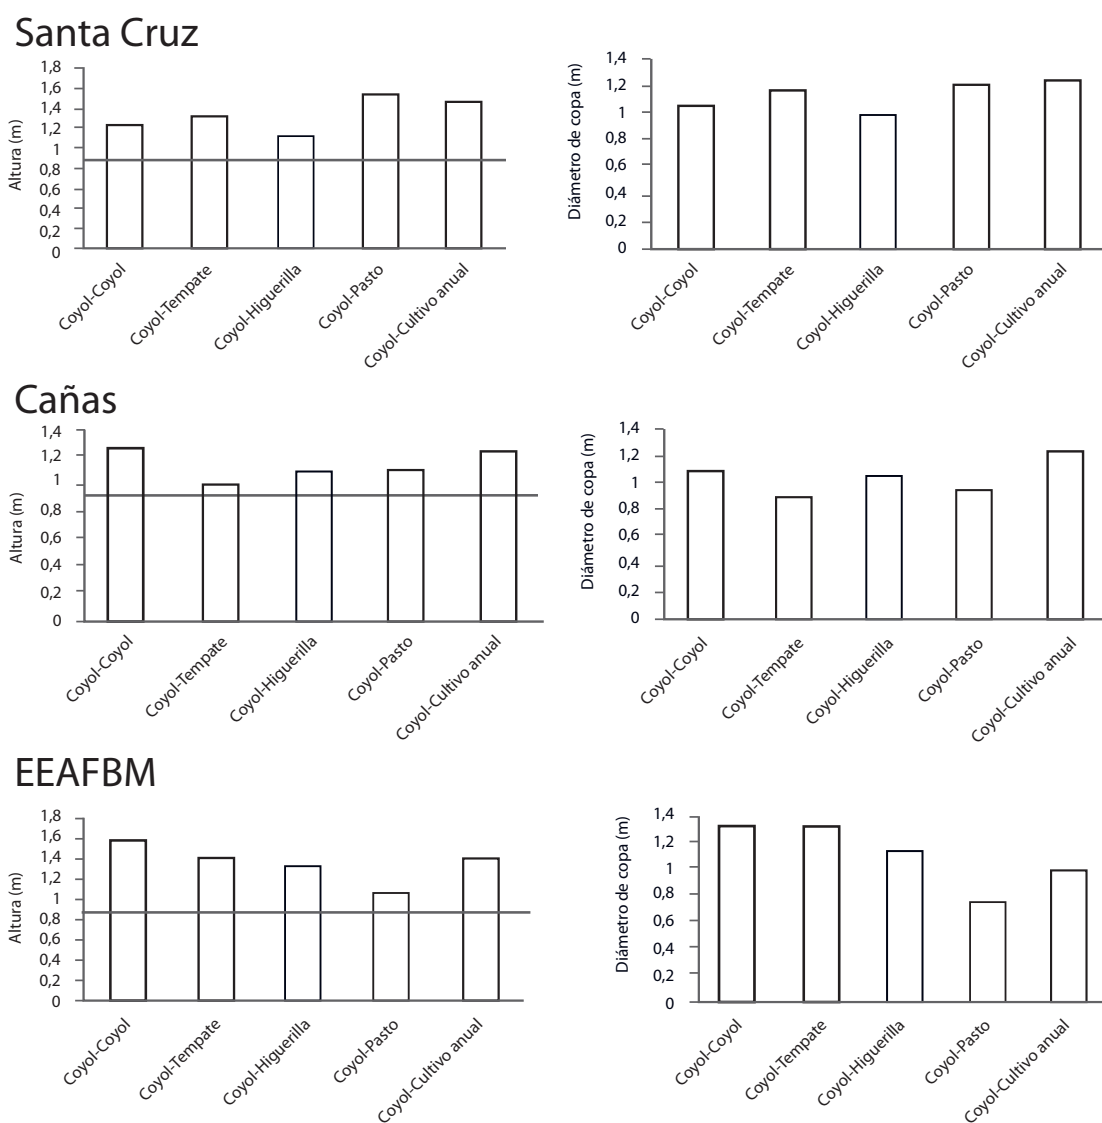 Santa Cruz
Altura (m)
1,8
1,6
1,4
1,2
1
0,8
0,6
0,4
0,2
0
Coyol-Coyol
Coyol-Tempate
Coyol-Higuerilla
Coyol-Pasto
Coyol-Cultivo anual
Diámetro de copa (m)
1,4
1,2
1
0,8
0,6
0,4
0,2
0
Coyol-Coyol
Coyol-Tempate
Coyol-Higuerilla
Coyol-Pasto
Coyol-Cultivo anual
Cañas
Altura (m)
1,4
1,2
1
0,8
0,6
0,4
0,2
0
Coyol-Coyol
Coyol-Tempate
Coyol-Higuerilla
Coyol-Pasto
Coyol-Cultivo anual
Diámetro de copa (m)
1,4
1,2
1
0,8
0,6
0,4
0,2
0
Coyol-Coyol
Coyol-Tempate
Coyol-Higuerilla
Coyol-Pasto
Coyol-Cultivo anual
EEAFBM
Altura (m)
1,8
1,6
1,4
1,2
1
0,8
0,6
0,4
0,2
0
Coyol-Coyol
Coyol-Tempate
Coyol-Higuerilla
Coyol-Pasto
Coyol-Cultivo anual
Diámetro de copa (m)
1,4
1,2
1
0,8
0,6
0,4
0,2
0
Coyol-Coyol
Coyol-Tempate
Coyol-Higuerilla
Coyol-Pasto
Coyol-Cultivo anual